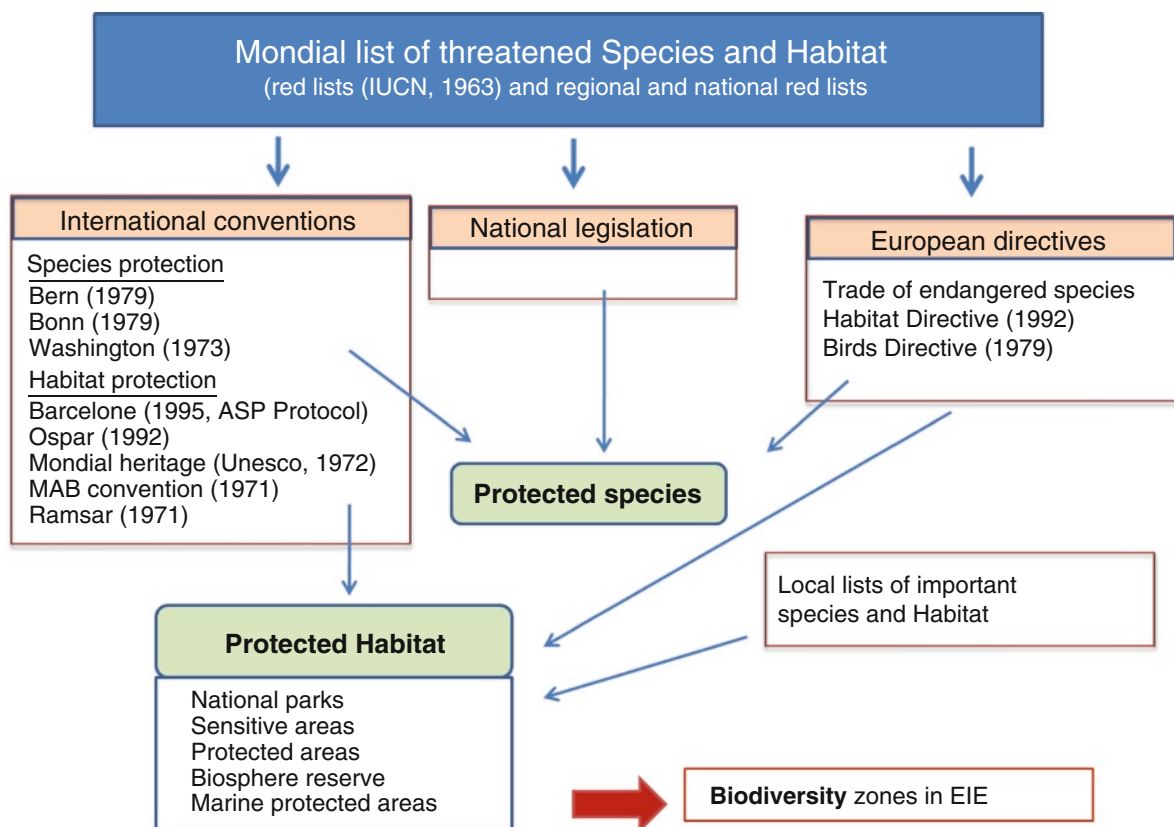 Mondial list of threatened Species and Habitat
(red lists (IUCN, 1963) and regional and national red lists
International conventions
Species protection
Bern (1979)
Bonn (1979)
Washington (1973)
Habitat protection
Barcelone (1995, ASP Protocol)
Ospar (1992)
Mondial heritage (Unesco, 1972)
MAB convention (1971)
Ramsar (1971)
National legislation
European directives
Trade of endangered species
Habitat Directive (1992)
Birds Directive (1979)
Protected species
Local lists of important
species and Habitat
Protected Habitat
National parks
Sensitive areas
Protected areas
Biosphere reserve
Marine protected areas
Biodiversity zones in EIE